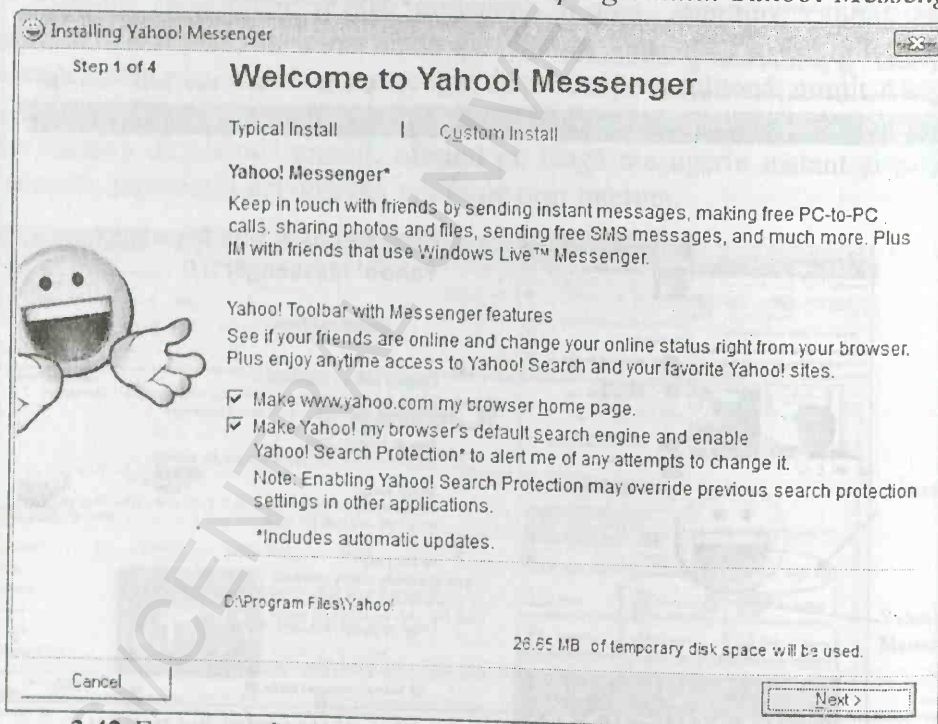 Yahoo! Messeng
Installing Yahoo! Messenger
Step 1 of 4
Welcome to Yahoo! Messenger
Typical Install | Custom Install
Yahoo! Messenger*
Keep in touch with friends by sending instant messages, making free PC-to-PC
calls, sharing photos and files, sending free SMS messages, and much more. Plus
IM with friends that use Windows Live™ Messenger.
Yahoo! Toolbar with Messenger features
See if your friends are online and change your online status right from your browser.
Plus enjoy anytime access to Yahoo! Search and your favorite Yahoo! sites.
Make www.yahoo.com my browser home page.
Make Yahoo! my browser's default search engine and enable
Yahoo! Search Protection* to alert me of any attempts to change it.
Note: Enabling Yahoo! Search Protection may override previous search protection
settings in other applications.
*Includes automatic updates.
D:\Program Files\Yahoo!
26.65 MB of temporary disk space will be used.
Cancel
Next >
CENTRAL UNIVER